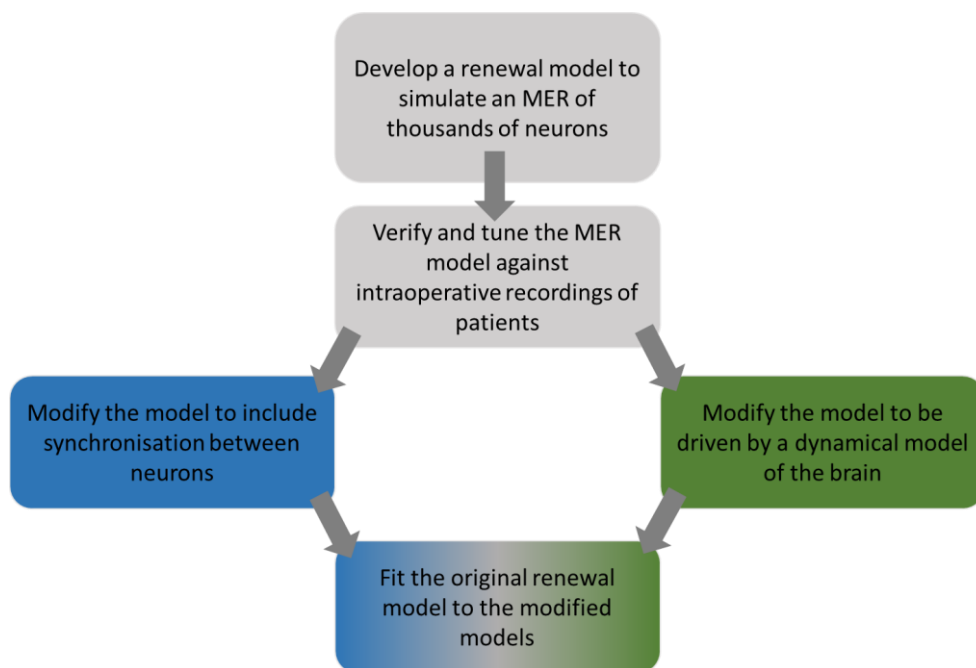 Develop a renewal model to
simulate an MER of
thousands of neurons
Verify and tune the MER
model against
intraoperative recordings of
patients
Modify the model to include
synchronisation between
neurons
Modify the model to be
driven by a dynamical model
of the brain
Fit the original renewal
model to the modified
models